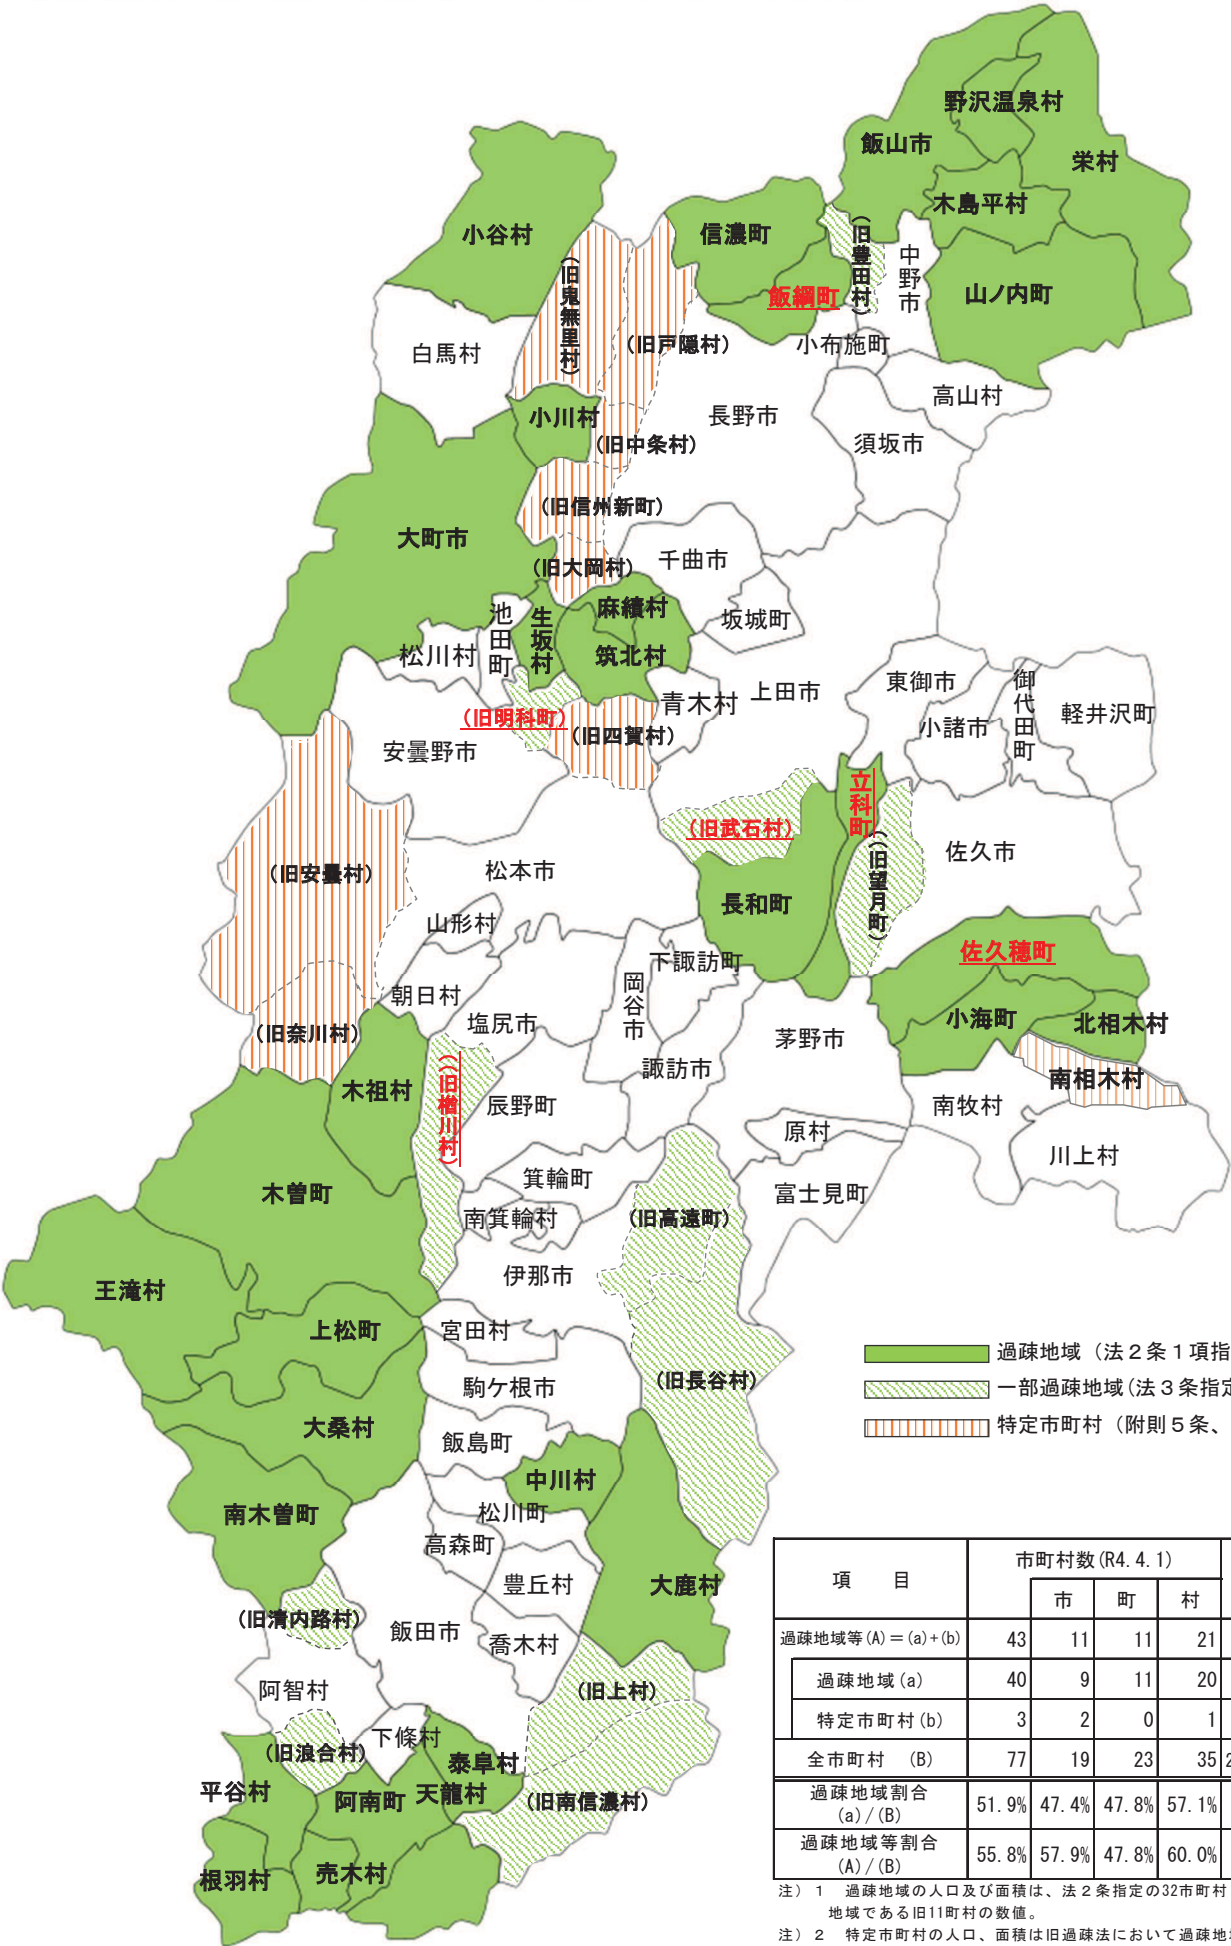 野沢温泉村
飯山市
栄村
木島平村
小谷村
信濃町
(旧豊田村)
中野市
(旧鬼無里村)
飯綱町
山ノ内町
白馬村
(旧戸隠村)
小布施町
高山村
小川村
長野市
(旧中条村)
須坂市
(旧信州新町)
大町市
千曲市
(旧大岡村)
麻績村
池田町
生坂村
坂城町
松川村
筑北村
東御市
御代田町
上田市
青木村
軽井沢町
(旧明科町)
小諸市
(旧四賀村)
安曇野市
立科町
(旧武石村)
佐久市
松本市
(旧安曇村)
(旧望月町)
長和町
山形村
佐久穂町
下諏訪町
朝日村
岡谷市
塩尻市
小海町
北相木村
(旧奈川村)
茅野市
諏訪市
南相木村
木祖村
(旧楢川村)
辰野町
南牧村
原村
川上村
箕輪町
木曽町
富士見町
南箕輪村
(旧高遠町)
伊那市
王滝村
上松町
宮田村
過疎地域（法２条１項指
(旧長谷村)
駒ケ根市
一部過疎地域(法３条指定
大桑村
特定市町村（附則５条、
飯島町
中川村
南木曽町
松川町
高森町
豊丘村
大鹿村
(旧清内路村)
飯田市
喬木村
阿智村
(旧上村)
下條村
(旧浪合村)
泰阜村
平谷村
天龍村
阿南町
(旧南信濃村)
売木村
根羽村
項　目 市町村数(R4.4.1)
市 町 村
過疎地域等(A)＝(a)+(b) 43 11 11 21
過疎地域(a) 40 9 11 20
特定市町村(b) 3 2 0 1
全市町村　(B) 77 19 23 35 2
過疎地域割合
(a)/(B) 51.9% 47.4% 47.8% 57.1%
過疎地域等割合
(A)/(B) 55.8% 57.9% 47.8% 60.0%
注）１　過疎地域の人口及び面積は、法２条指定の32市町村
地域である旧11町村の数値。
注）２　特定市町村の人口、面積は旧過疎法において過疎地